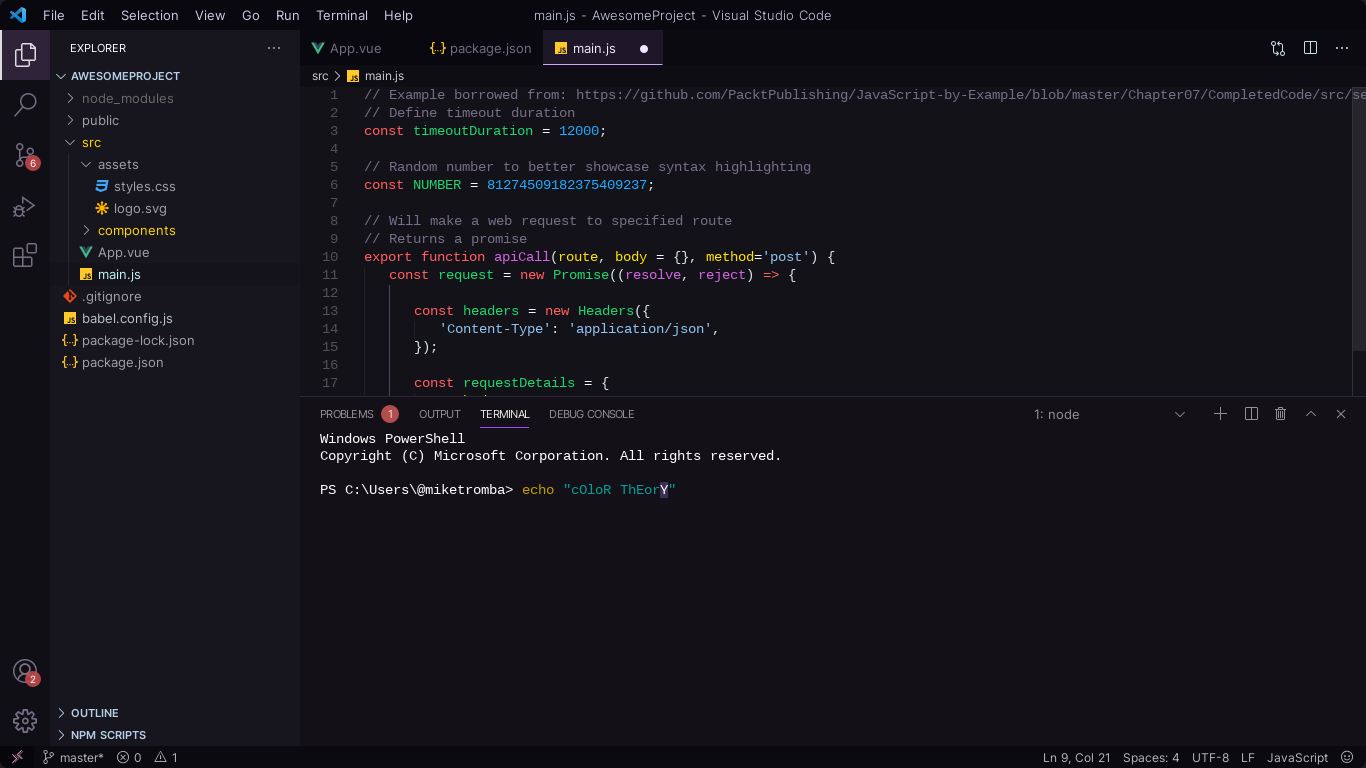 File Edit Selection View Go Run Terminal Help
main.js - AwesomeProject - Visual Studio Code
EXPLORER
AWESOMEPROJECT
node_modules
public
src
assets
styles.css
logo.svg
components
App.vue
main.js
.gitignore
babel.config.js
package-lock.json
package.json
OUTLINE
NPM SCRIPTS
6
2
App.vue package.json main.js
src main.js
1 // Example borrowed from: https://github.com/PacktPublishing/JavaScript-by-Example/blob/master/Chapter07/CompletedCode/src/se
2 // Define timeout duration
3 const timeoutDuration = 12000;
4
5 // Random number to better showcase syntax highlighting
6 const NUMBER = 81274509182375409237;
7
8 // Will make a web request to specified route
9 // Returns a promise
10 export function apiCall(route, body = {}, method='post') {
11 const request = new Promise((resolve, reject) => {
12
13 const headers = new Headers({
14 'Content-Type': 'application/json',
15 });
16
17 const requestDetails = {
PROBLEMS 1 OUTPUT TERMINAL DEBUG CONSOLE 1: node
Windows PowerShell
Copyright (C) Microsoft Corporation. All rights reserved.
PS C:\Users\@miketromba> echo "cOloR ThEorY"
master* 0 1 Ln 9, Col 21 Spaces: 4 UTF-8 LF JavaScript